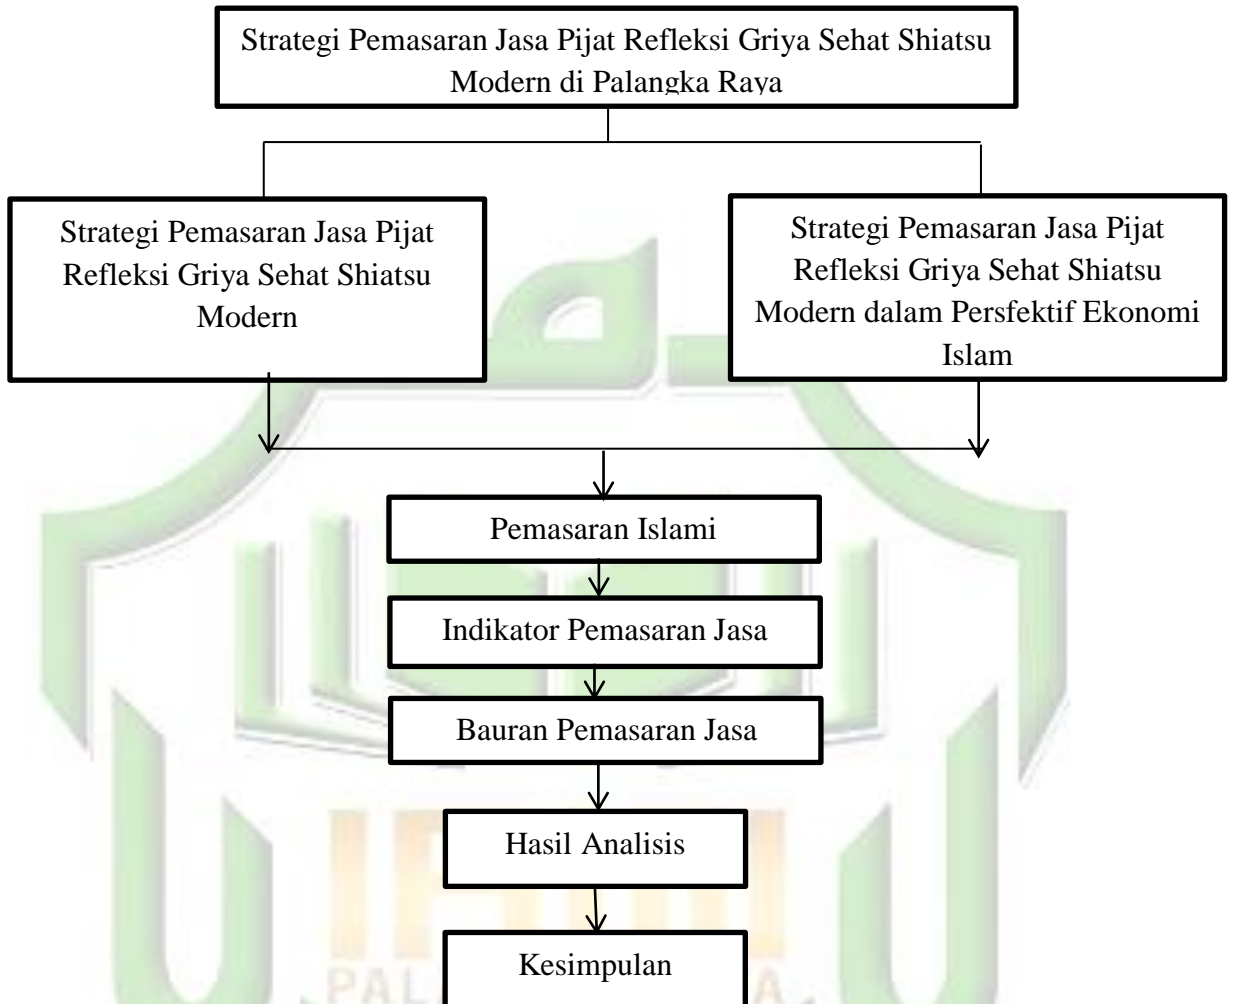 Strategi Pemasaran Jasa Pijat Refleksi Griya Sehat Shiatsu
Modern di Palangka Raya
Strategi Pemasaran Jasa Pijat
Refleksi Griya Sehat Shiatsu
Modern
Strategi Pemasaran Jasa Pijat
Refleksi Griya Sehat Shiatsu
Modern dalam Persfektif Ekonomi
Islam
Pemasaran Islami
Indikator Pemasaran Jasa
Bauran Pemasaran Jasa
Hasil Analisis
Kesimpulan